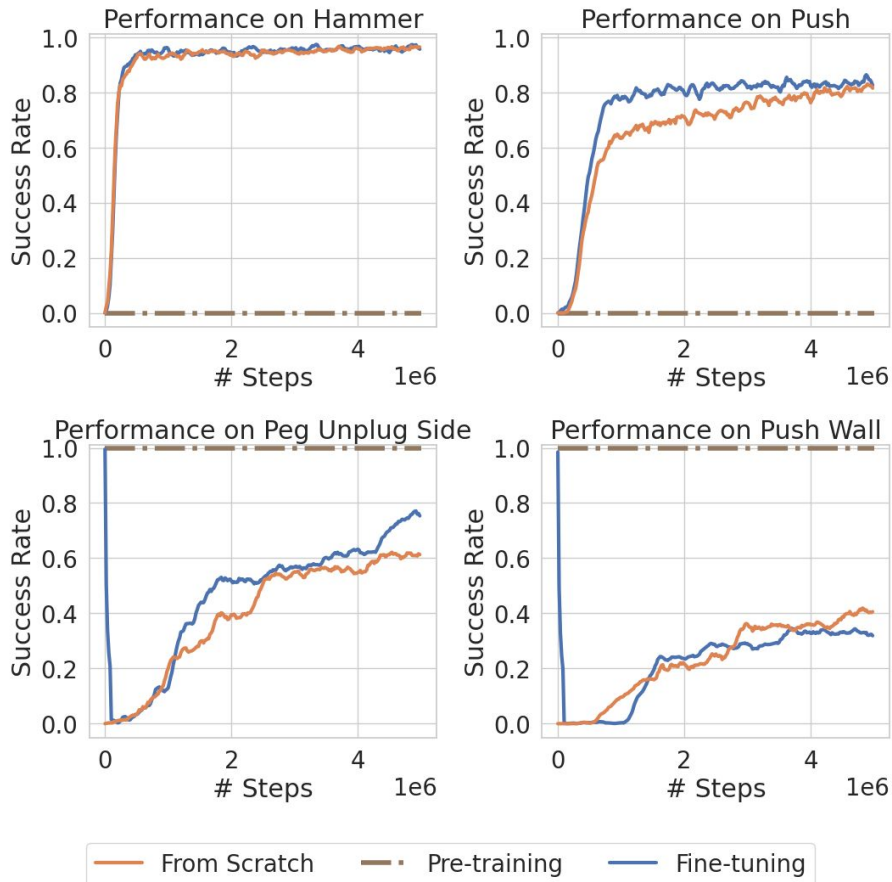 Performance on Hammer
1.0
0.8
0.6
0.4
0.2
0.0
Success Rate
0 2 4
# Steps 1e6
Performance on Push
1.0
0.8
0.6
0.4
0.2
0.0
Success Rate
0 2 4
# Steps 1e6
Performance on Peg Unplug Side
1.0
0.8
0.6
0.4
0.2
0.0
Success Rate
0 2 4
# Steps 1e6
Performance on Push Wall
1.0
0.8
0.6
0.4
0.2
0.0
Success Rate
0 2 4
# Steps 1e6
From Scratch Pre-training Fine-tuning